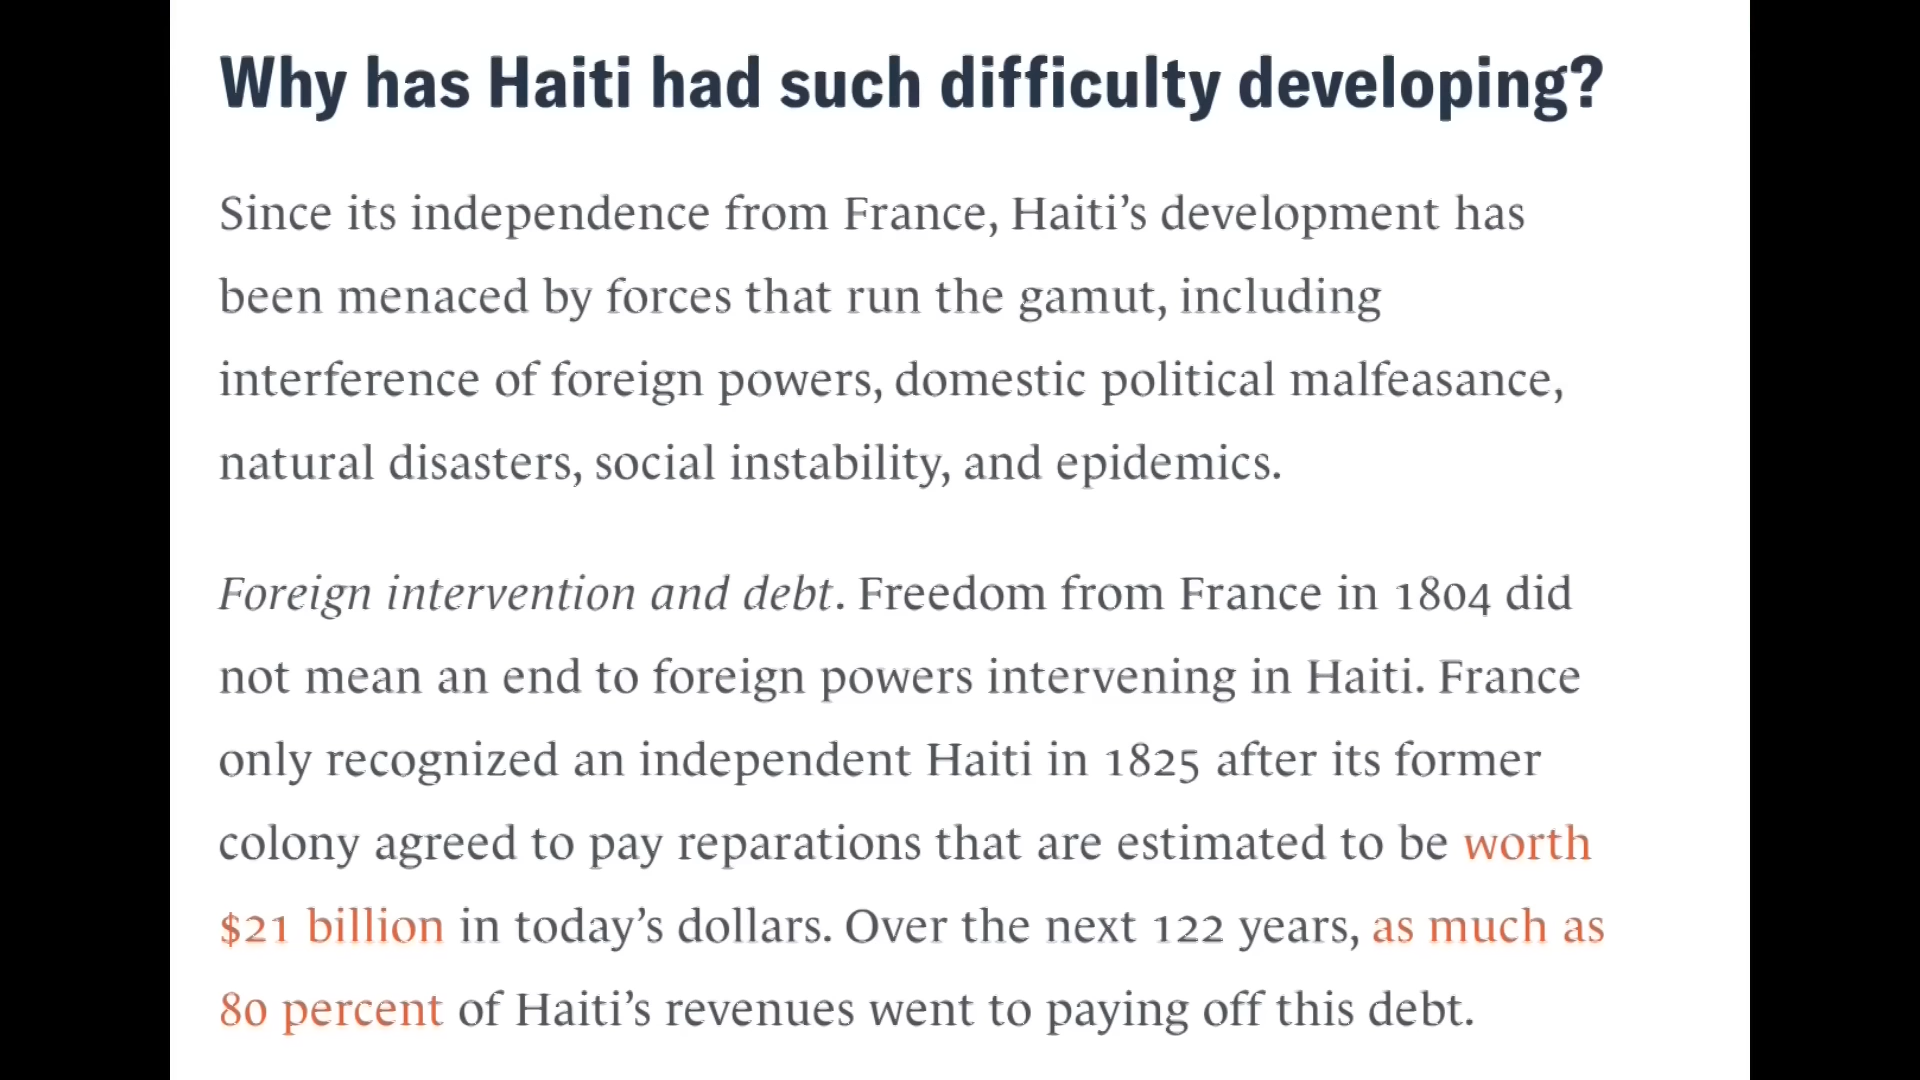 Why has Haiti had such difficulty developing?
Since its independence from France, Haiti’s development has
been menaced by forces that run the gamut, including
interference of foreign powers, domestic political malfeasance,
natural disasters, social instability, and epidemics.
Foreign intervention and debt. Freedom from France in 1804 did
not mean an end to foreign powers intervening in Haiti. France
only recognized an independent Haiti in 1825 after its former
colony agreed to pay reparations that are estimated to be worth
$21 billion in today’s dollars. Over the next 122 years, as much as
80 percent of Haiti’s revenues went to paying off this debt.